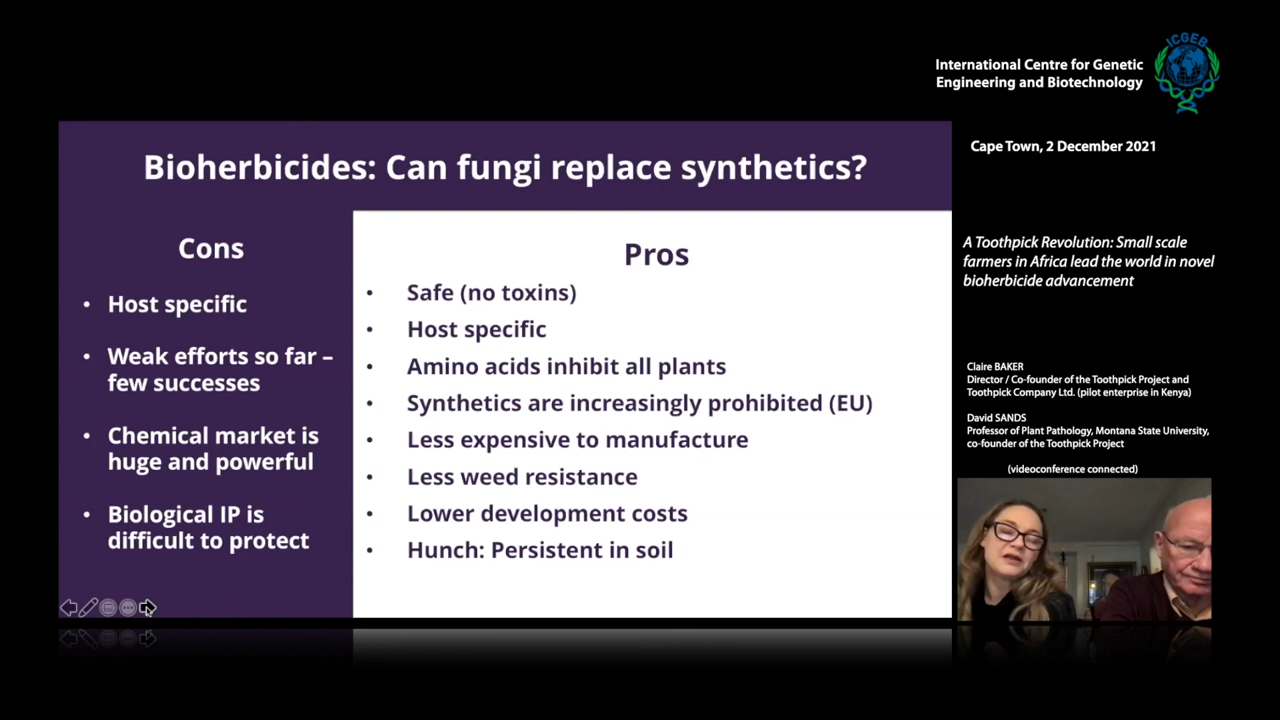 ICGEB
International Centre for Genetic
Engineering and Biotechnology
Cape Town, 2 December 2021
Bioherbicides: Can fungi replace synthetics?
Cons
• Host specific
• Weak efforts so far –
few successes
• Chemical market is
huge and powerful
• Biological IP is
difficult to protect
Pros
• Safe (no toxins)
• Host specific
• Amino acids inhibit all plants
• Synthetics are increasingly prohibited (EU)
• Less expensive to manufacture
• Less weed resistance
• Lower development costs
• Hunch: Persistent in soil
A Toothpick Revolution: Small scale
farmers in Africa lead the world in novel
bioherbicide advancement
Claire BAKER
Director / Co-founder of the Toothpick Project and
Toothpick Company Ltd. (pilot enterprise in Kenya)
David SANDS
Professor of Plant Pathology, Montana State University,
co-founder of the Toothpick Project
(videoconference connected)